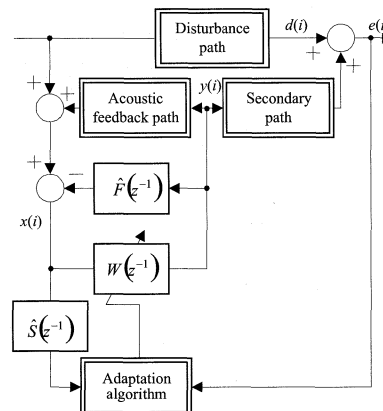 Disturbance
path
d(i)
e(i
+
+
+
+
Acoustic
feedback path
y(i)
Secondary
path
+
+
−
F̂(z⁻¹)
x(i)
W(z⁻¹)
Ŝ(z⁻¹)
Adaptation
algorithm